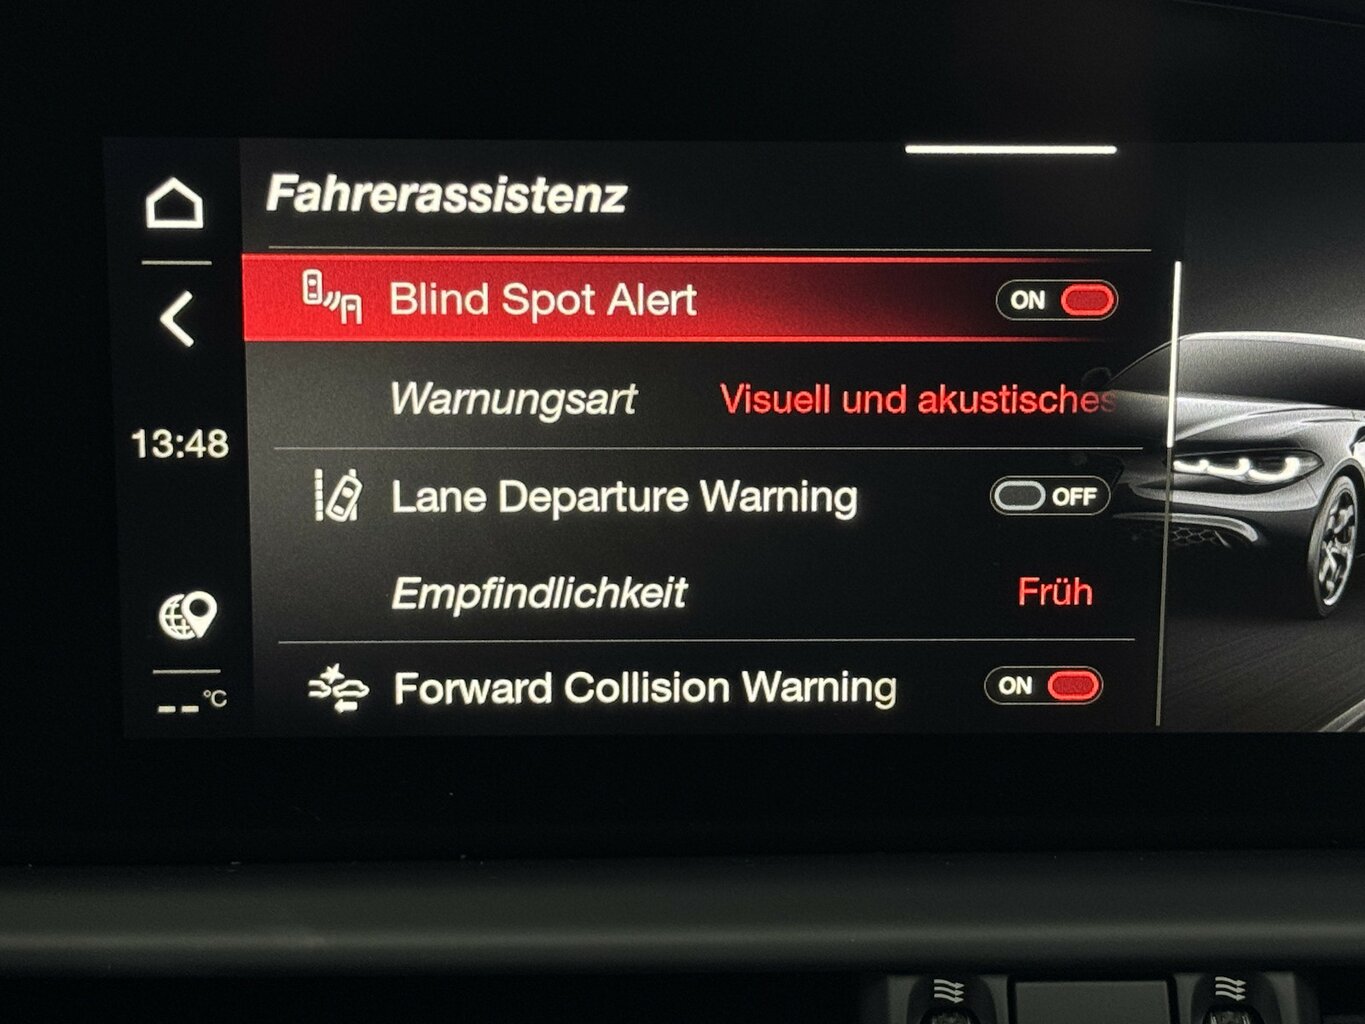 Fahrerassistenz
Blind Spot Alert ON
Warnungsart Visuell und akustisches
13:48
Lane Departure Warning OFF
Empfindlichkeit Früh
Forward Collision Warning ON
--°C